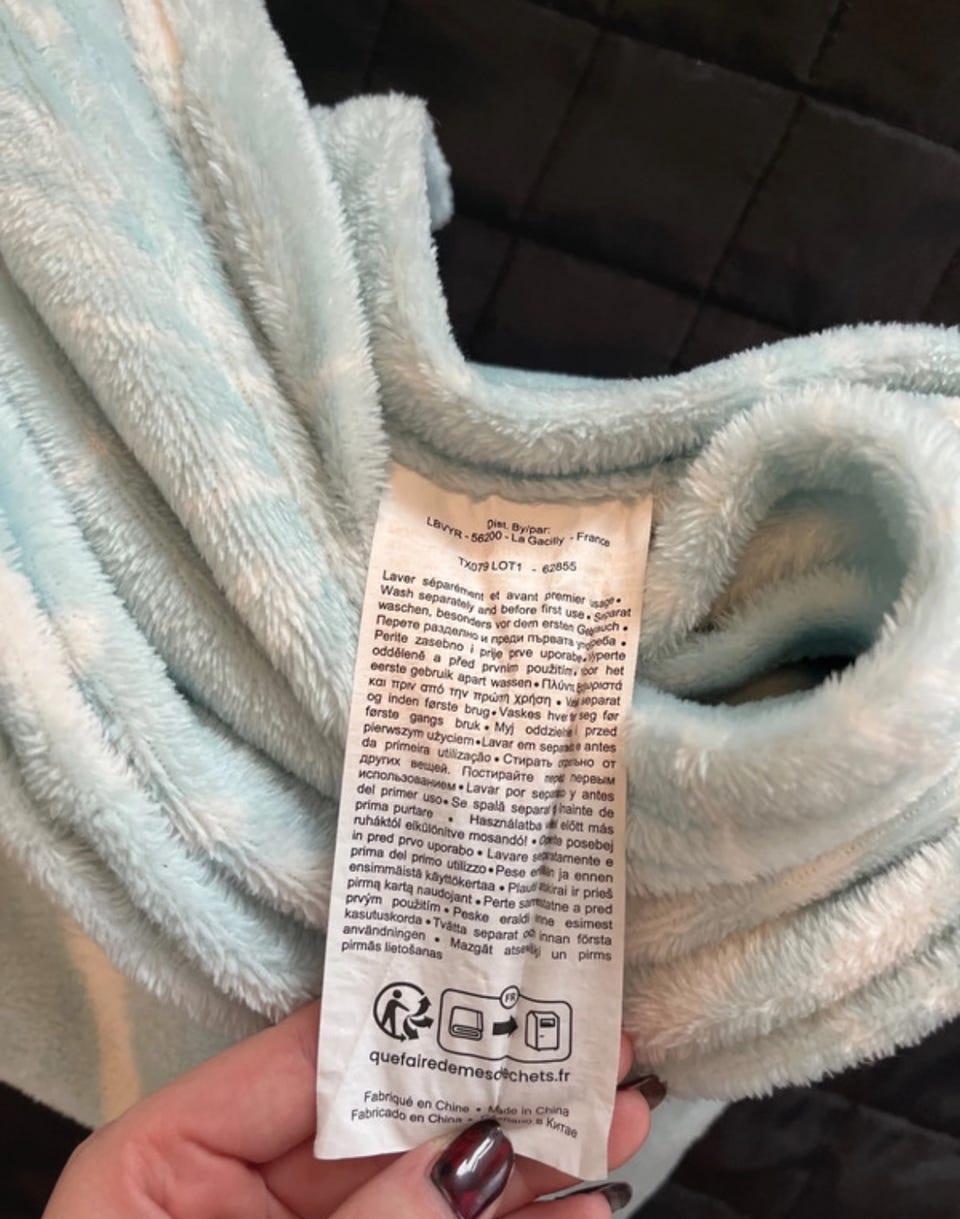 Dist. By/par:
LBVYR - 56200 - La Gacilly - France
TX079 LOT1 - 62855
Laver séparément et avant premier usage •
Wash separately and before first use • Separat
waschen, besonders vor dem ersten Gebrauch •
Перете разделно и преди първата употреба •
Perite zasebno i prije prve uporabe. Vyperte
odděleně a před prvním použitím. Voor het
eerste gebruik apart wassen • Πλύντε ξεχωριστά
και πριν από την πρώτη χρήση • separat
og inden første brug • Vaskes hver seg før
første gangs bruk • Myj oddzielnie przed
pierwszym użyciem • Lavar em separado antes
da primeira utilização • Стирать отдельно от
других вещей. Постирайте перед первым
использованием • Lavar por separado y antes
del primer uso • Se spală separat înainte de
prima purtare • Használatba előtt más
ruháktól elkülönítve mosandó! • Operite posebej
in pred prvo uporabo • Lavare separatamente e
prima del primo utilizzo • Pese erillään ja ennen
ensimmäistä käyttökertaa • Plauti atskirai ir prieš
pirmą kartą naudojant • Perte samostatne a pred
prvým použitím • Peske eraldi enne esimest
kasutuskorda • Tvätta separat och innan första
användningen • Mazgāt atsevišķi un pirms
pirmās lietošanas
FR
quefairedemesdechets.fr
Fabriqué en Chine • Made in China
Fabricado en China • Сделано в Китае